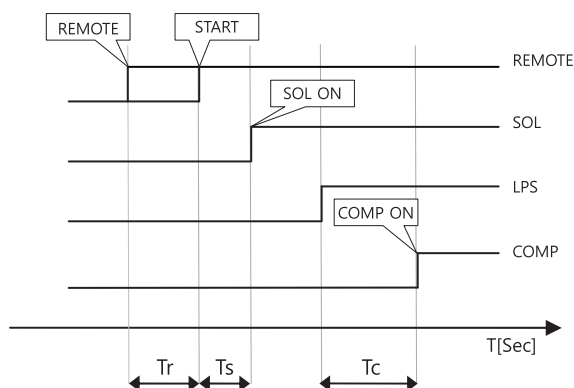 REMOTE
START
REMOTE
SOL ON
SOL
LPS
COMP ON
COMP
T[Sec]
Tr
Ts
Tc